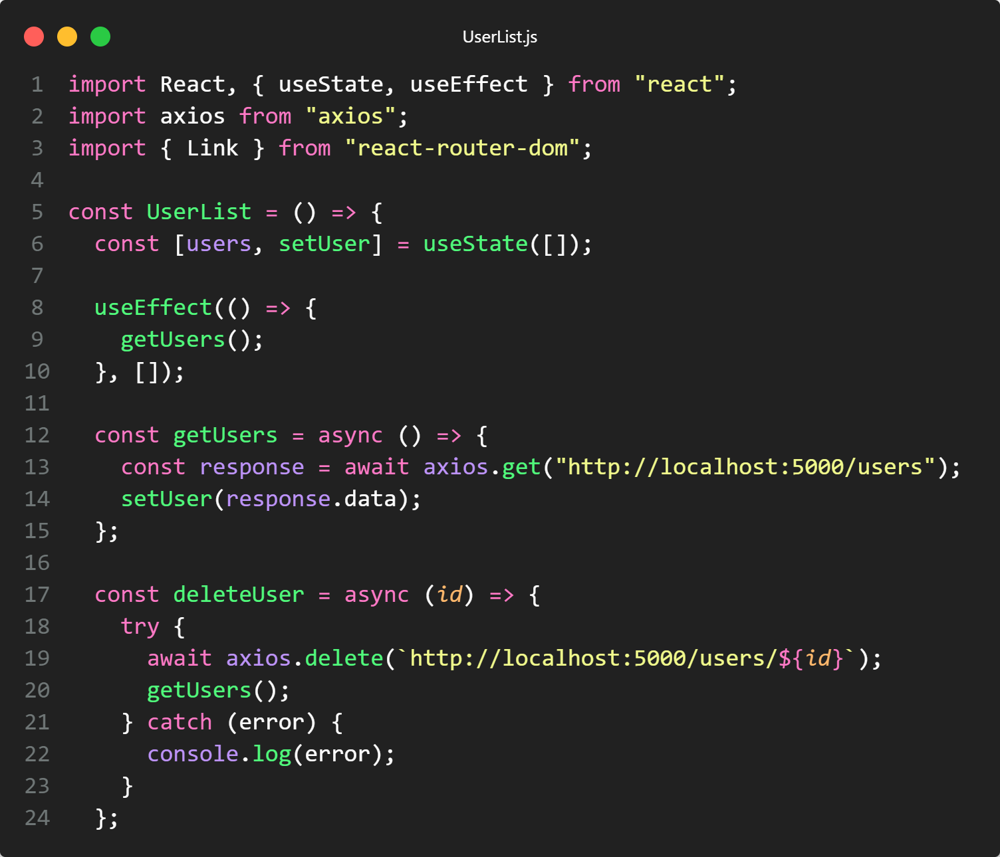 UserList.js
1 import React, { useState, useEffect } from "react";
2 import axios from "axios";
3 import { Link } from "react-router-dom";
4
5 const UserList = () => {
6   const [users, setUser] = useState([]);
7
8   useEffect(() => {
9     getUsers();
10   }, []);
11
12   const getUsers = async () => {
13     const response = await axios.get("http://localhost:5000/users");
14     setUser(response.data);
15   };
16
17   const deleteUser = async (id) => {
18     try {
19       await axios.delete(`http://localhost:5000/users/${id}`);
20       getUsers();
21     } catch (error) {
22       console.log(error);
23     }
24   };